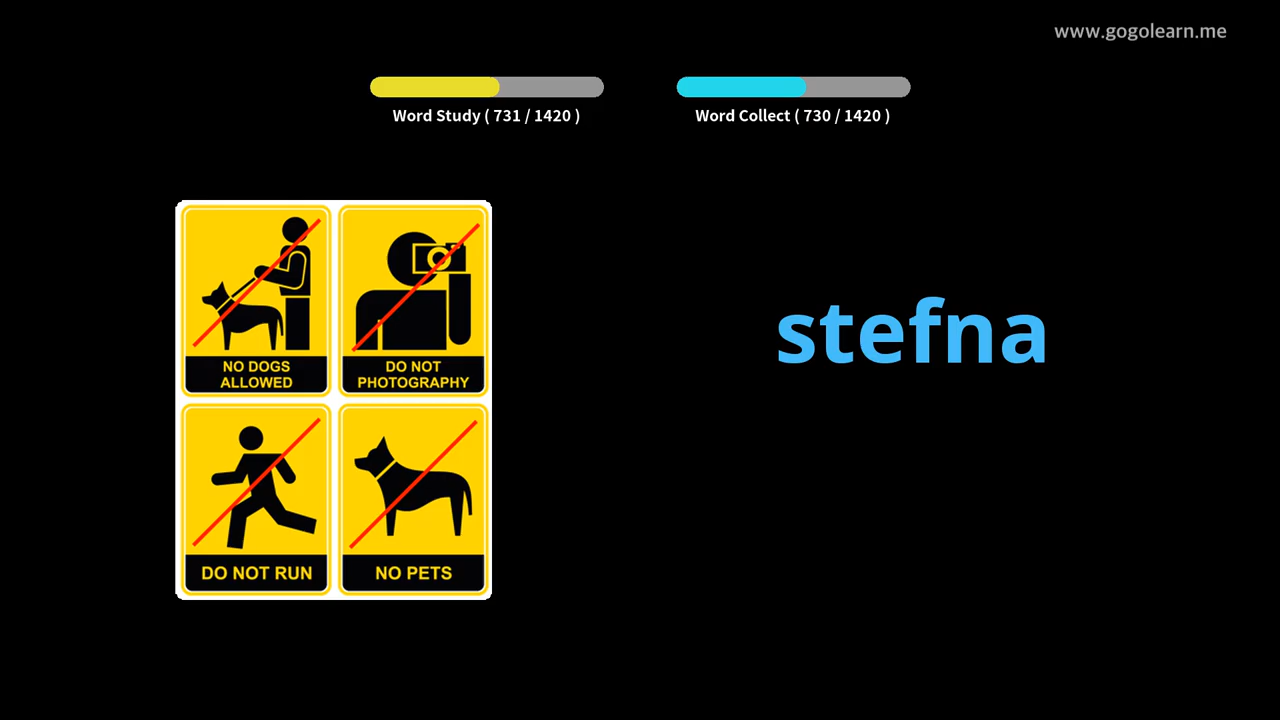 www.gogolearn.me
Word Study ( 731 / 1420 )
Word Collect ( 730 / 1420 )
NO DOGS
ALLOWED
DO NOT
PHOTOGRAPHY
stefna
DO NOT RUN
NO PETS